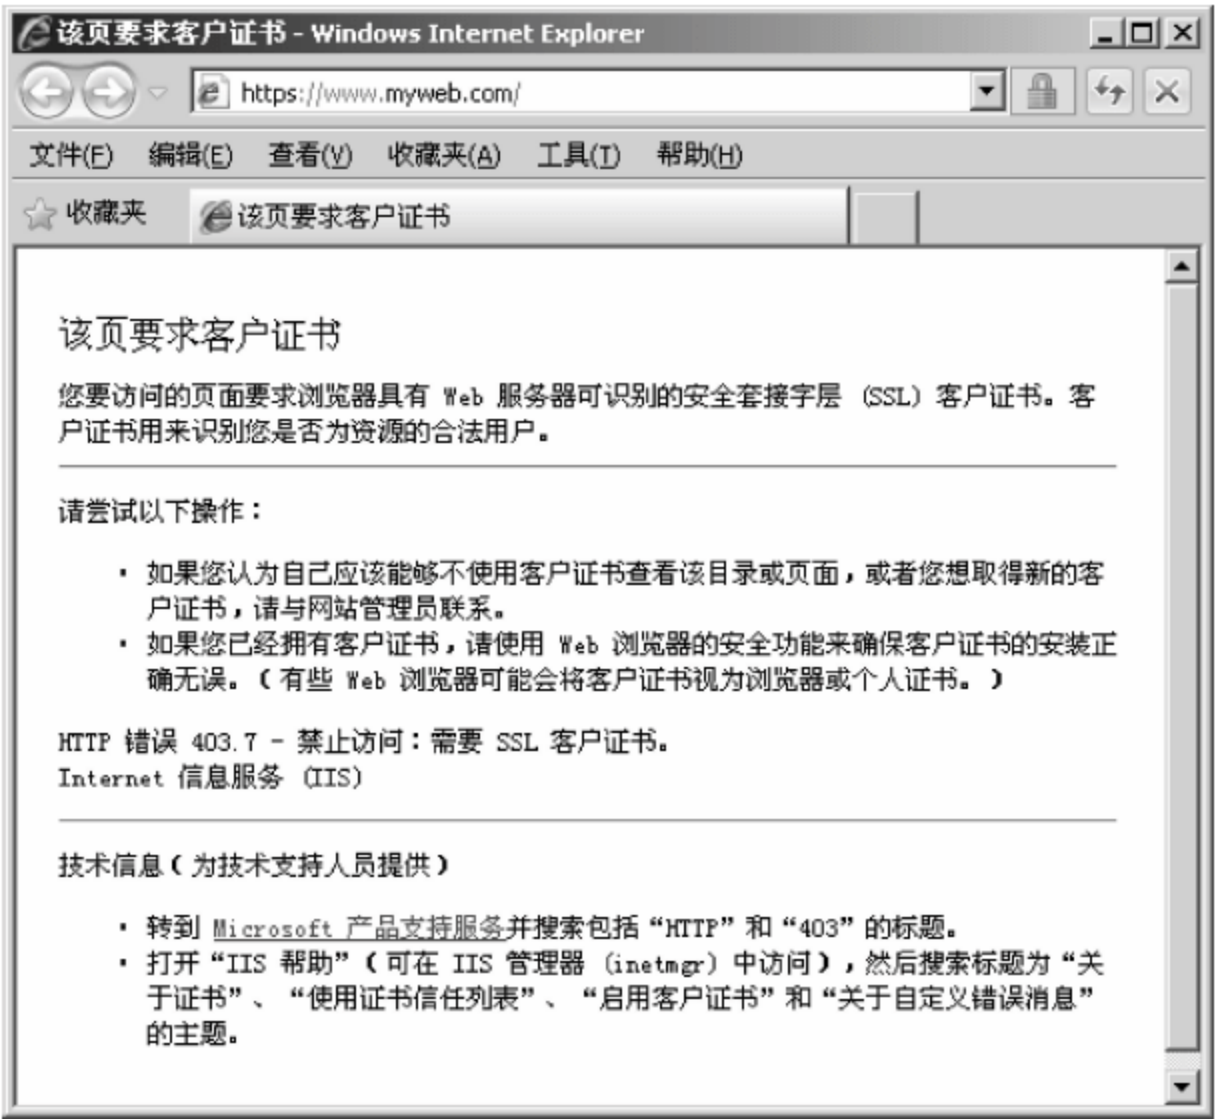 该页要求客户证书 - Windows Internet Explorer
https://www.myweb.com/
文件(F) 编辑(E) 查看(V) 收藏夹(A) 工具(T) 帮助(H)
收藏夹 该页要求客户证书
该页要求客户证书
您要访问的页面要求浏览器具有 Web 服务器可识别的安全套接字层 (SSL) 客户证书。客
户证书用来识别您是否为资源的合法用户。
请尝试以下操作：
· 如果您认为自己应该能够不使用客户证书查看该目录或页面，或者您想取得新的客
户证书，请与网站管理员联系。
· 如果您已经拥有客户证书，请使用 Web 浏览器的安全功能来确保客户证书的安装正
确无误。（有些 Web 浏览器可能会将客户证书视为浏览器或个人证书。）
HTTP 错误 403.7 - 禁止访问：需要 SSL 客户证书。
Internet 信息服务 (IIS)
技术信息（为技术支持人员提供）
· 转到 Microsoft 产品支持服务并搜索包括“HTTP”和“403”的标题。
· 打开“IIS 帮助”（可在 IIS 管理器 (inetmgr) 中访问），然后搜索标题为“关
于证书”、“使用证书信任列表”、“启用客户证书”和“关于自定义错误消息”
的主题。